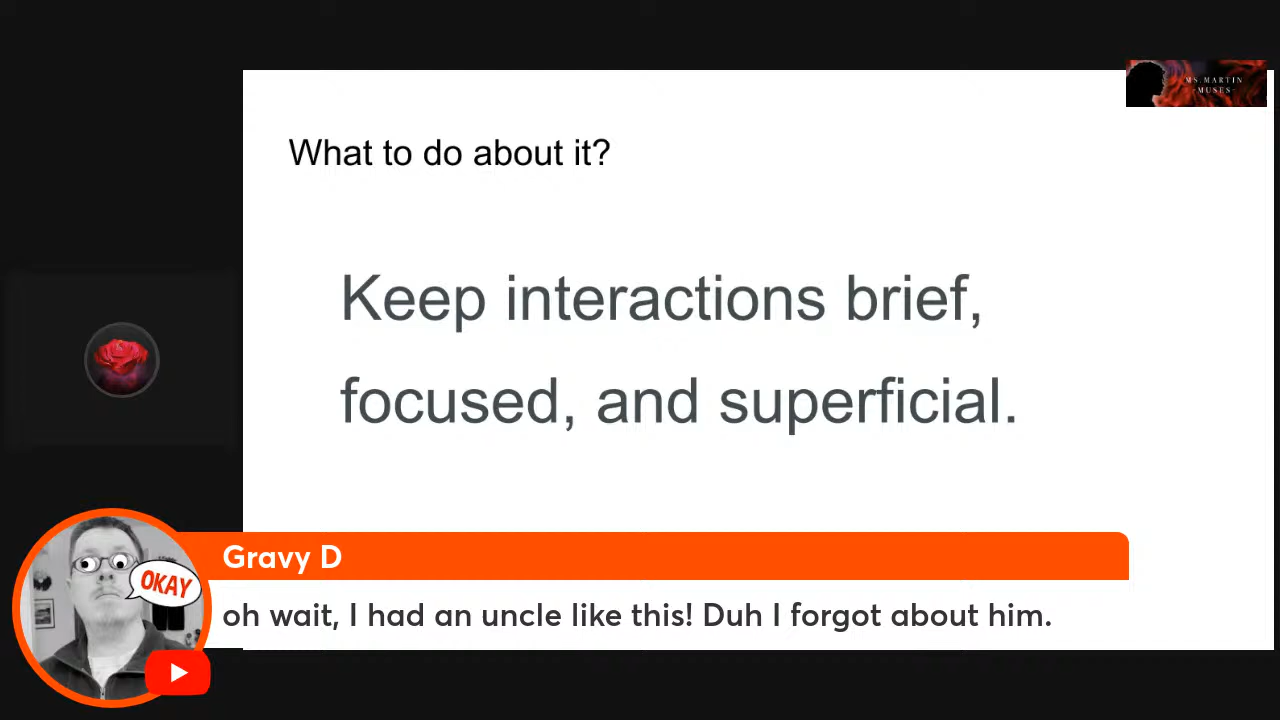 MS. MARTIN
-MUSES-
What to do about it?
Keep interactions brief,
focused, and superficial.
OKAY
Gravy D
oh wait, I had an uncle like this! Duh I forgot about him.